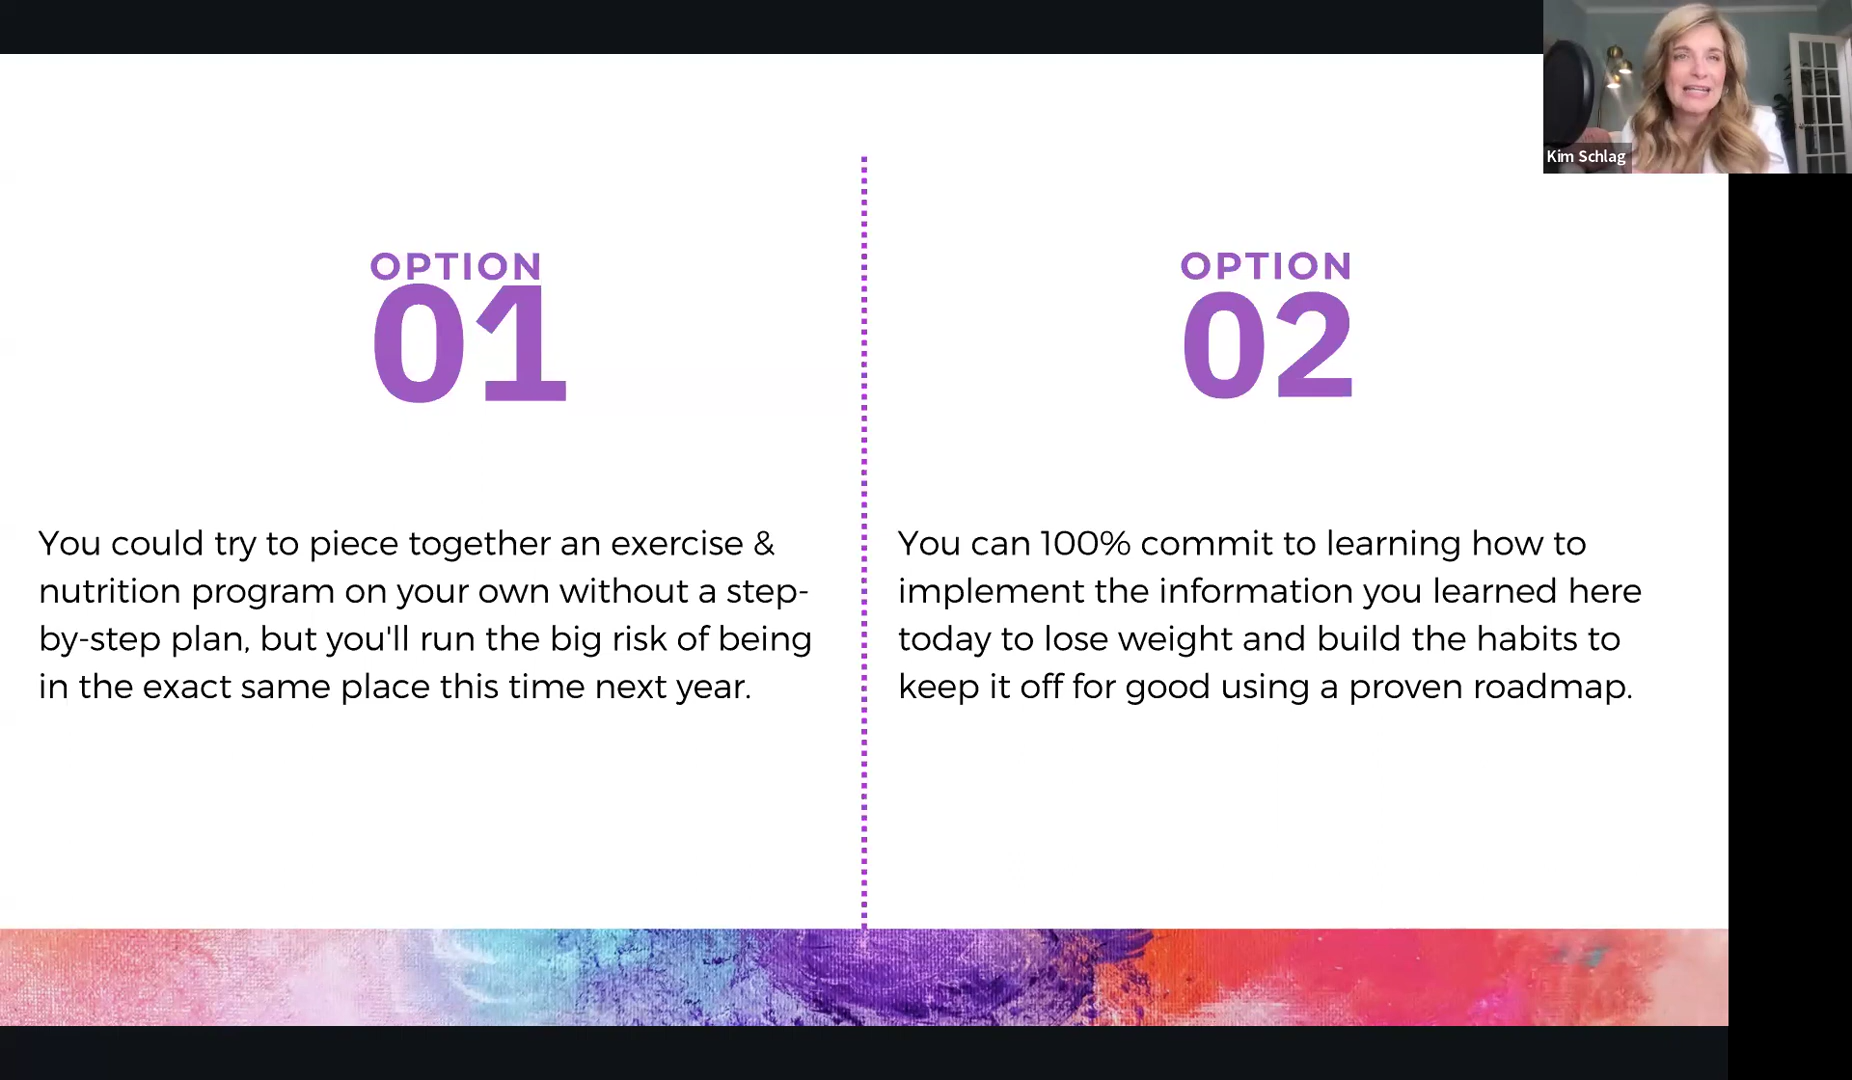 Kim Schlag
OPTION
01
You could try to piece together an exercise &
nutrition program on your own without a step-
by-step plan, but you'll run the big risk of being
in the exact same place this time next year.
OPTION
02
You can 100% commit to learning how to
implement the information you learned here
today to lose weight and build the habits to
keep it off for good using a proven roadmap.